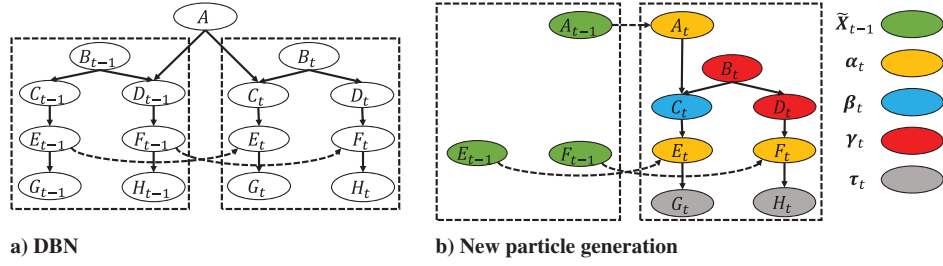 A
B_{t-1}
B_t
C_{t-1}
D_{t-1}
C_t
D_t
E_{t-1}
F_{t-1}
E_t
F_t
G_{t-1}
H_{t-1}
G_t
H_t
a) DBN
A_{t-1}
A_t
B_t
C_t
D_t
E_{t-1}
F_{t-1}
E_t
F_t
G_t
H_t
b) New particle generation
X̃_{t-1}
α_t
β_t
γ_t
τ_t